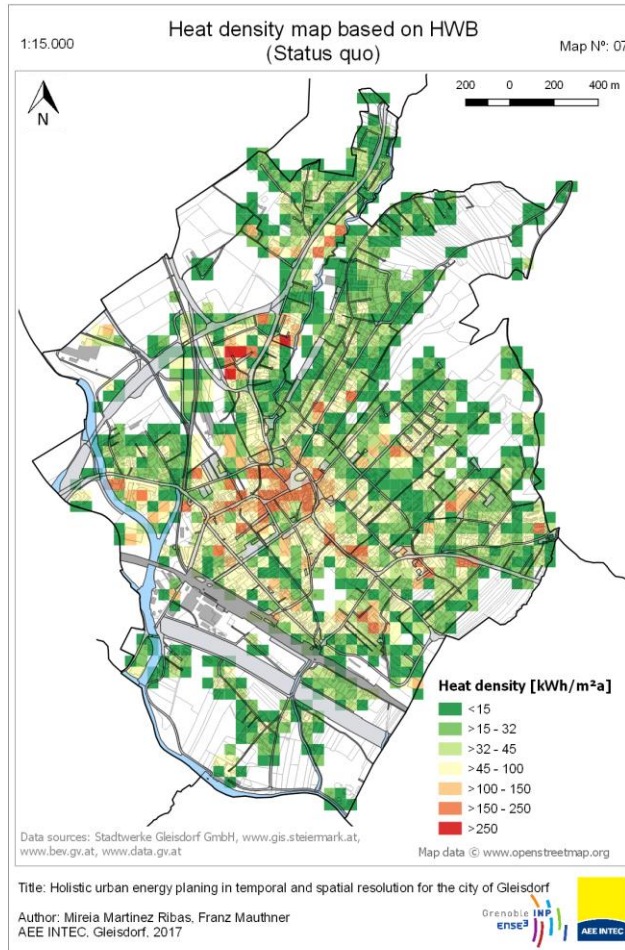 1:15.000
Heat density map based on HWB
(Status quo)
Map Nº: 07
200 0 200 400 m
N
Heat density [kWh/m²a]
<15
>15 - 32
>32 - 45
>45 - 100
>100 - 150
>150 - 250
>250
Data sources: Stadtwerke Gleisdorf GmbH, www.gis.steiermark.at,
www.bev.gv.at, www.data.gv.at
Map data © www.openstreetmap.org
Title: Holistic urban energy planing in temporal and spatial resolution for the city of Gleisdorf
Author: Mireia Martinez Ribas, Franz Mauthner
AEE INTEC, Gleisdorf, 2017
Grenoble INP
ENSE³
AEE INTEC